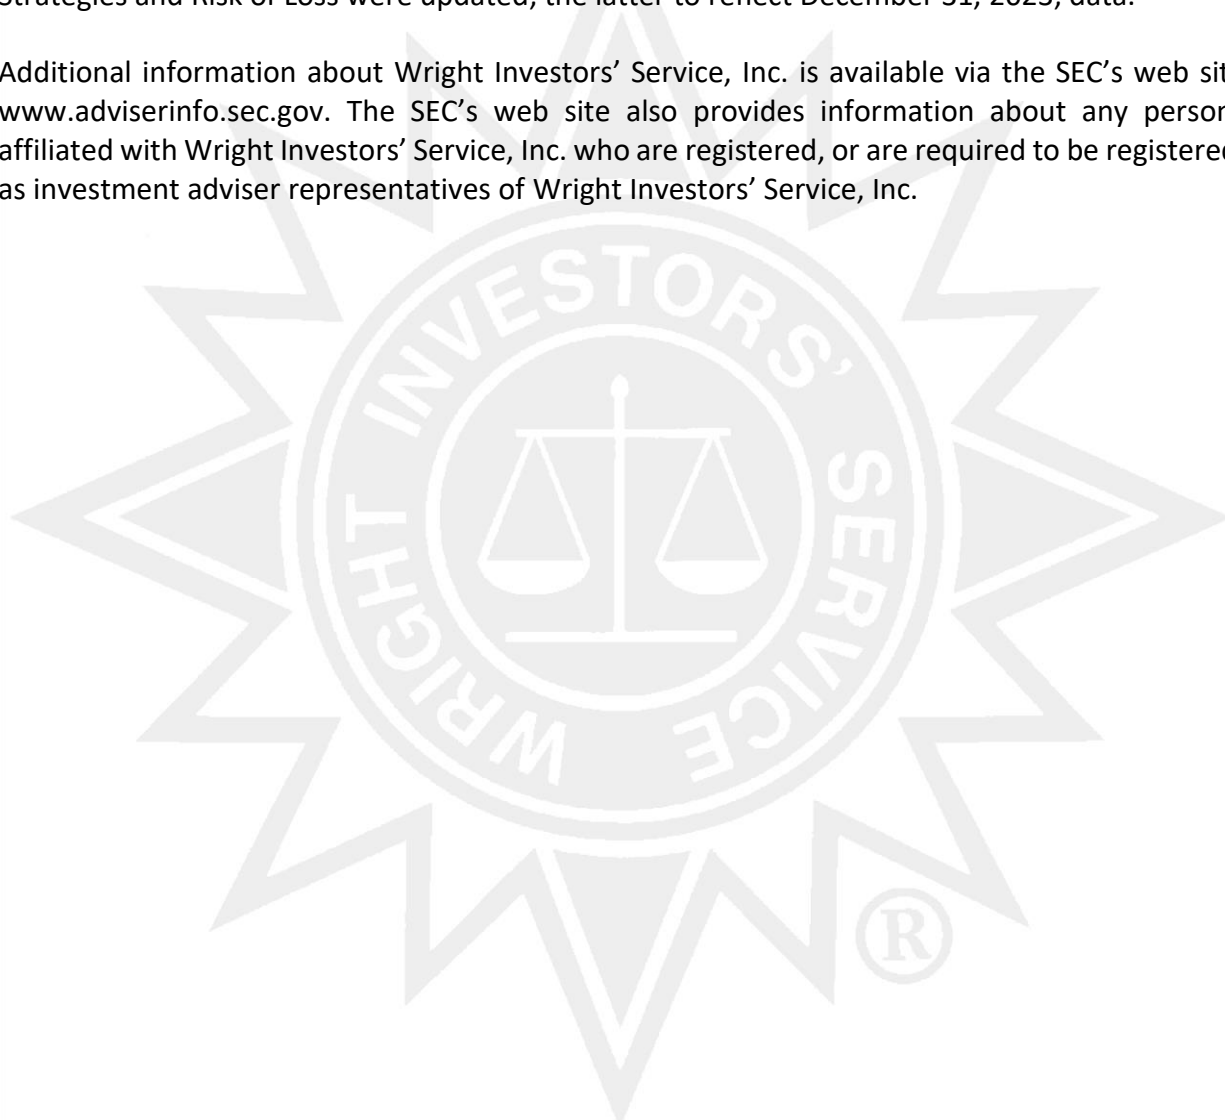 Strategies and Risk of Loss were updated, the latter to reflect December 31, 2023, data.
Additional information about Wright Investors’ Service, Inc. is available via the SEC’s web sit
www.adviserinfo.sec.gov. The SEC’s web site also provides information about any person
affiliated with Wright Investors’ Service, Inc. who are registered, or are required to be registered
as investment adviser representatives of Wright Investors’ Service, Inc.
WRIGHT INVESTORS’ SERVICE
®